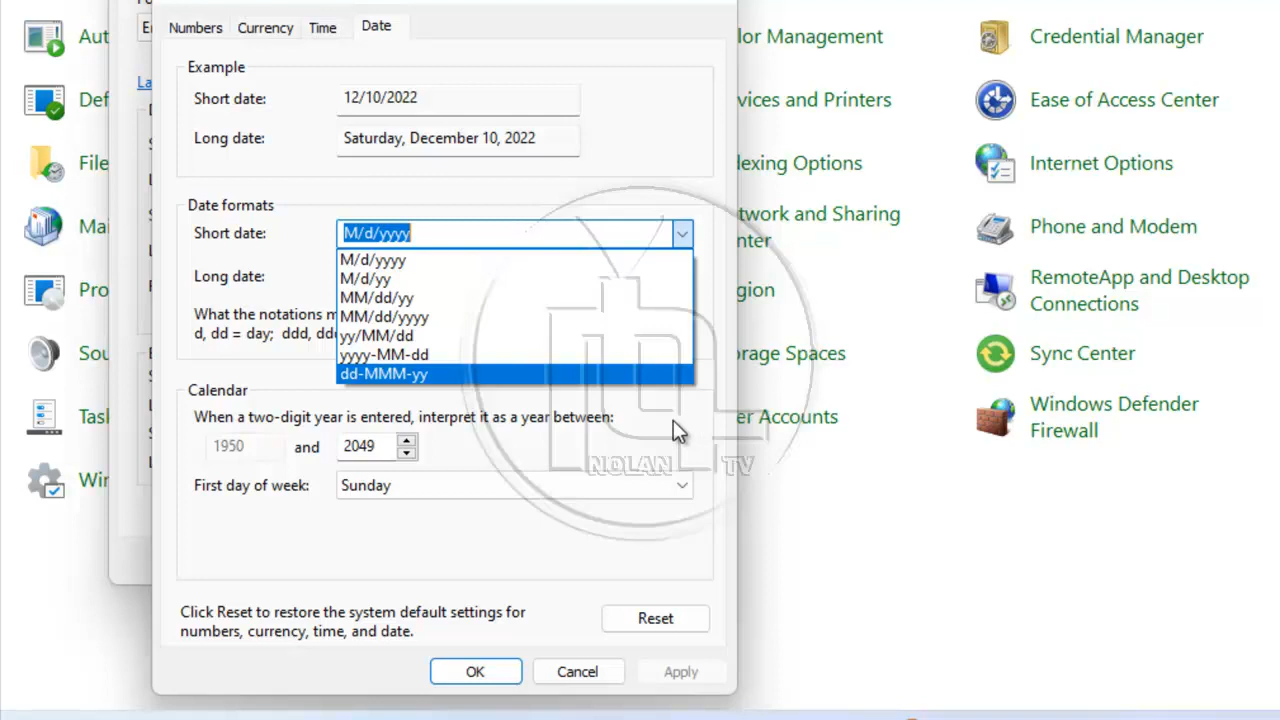 Numbers Currency Time Date
Example
Short date: 12/10/2022
Long date: Saturday, December 10, 2022
Date formats
Short date: M/d/yyyy
M/d/yyyy
M/d/yy
MM/dd/yy
MM/dd/yyyy
yy/MM/dd
yyyy-MM-dd
dd-MMM-yy
Long date:
What the notations m
d, dd = day; ddd, dd
Calendar
When a two-digit year is entered, interpret it as a year between:
1950 and 2049
First day of week: Sunday
Click Reset to restore the system default settings for
numbers, currency, time, and date.
Reset
OK Cancel Apply
Aut
Def
File
Mai
Pro
Sou
Task
Win
La
lor Management
vices and Printers
dexing Options
twork and Sharing
enter
gion
orage Spaces
er Accounts
Credential Manager
Ease of Access Center
Internet Options
Phone and Modem
RemoteApp and Desktop
Connections
Sync Center
Windows Defender
Firewall
NOLAN TV